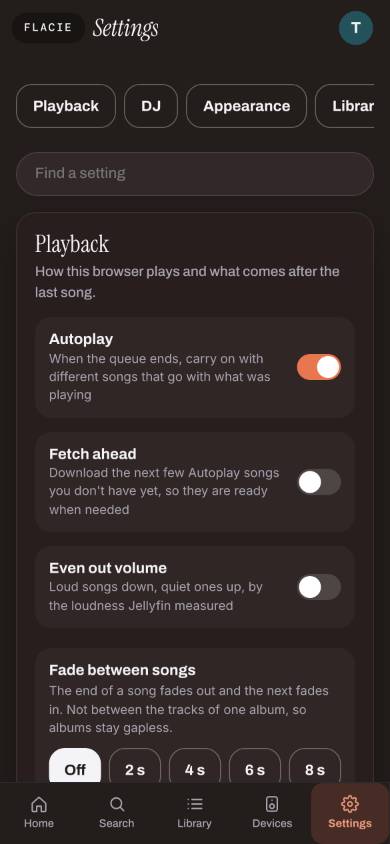 FLACIE Settings T
Playback DJ Appearance Librar
Find a setting
Playback
How this browser plays and what comes after the
last song.
Autoplay
When the queue ends, carry on with
different songs that go with what was
playing
Fetch ahead
Download the next few Autoplay songs
you don't have yet, so they are ready
when needed
Even out volume
Loud songs down, quiet ones up, by
the loudness Jellyfin measured
Fade between songs
The end of a song fades out and the next fades
in. Not between the tracks of one album, so
albums stay gapless.
Off 2 s 4 s 6 s 8 s
Home Search Library Devices Settings